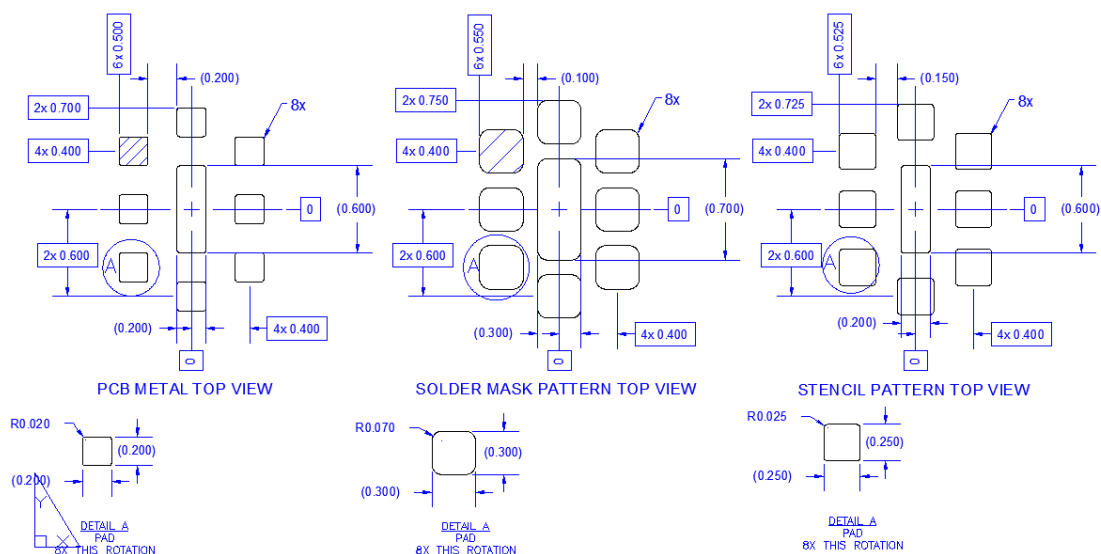 6x 0.500
(0.200)
2x 0.700
8x
4x 0.400
0
(0.600)
2x 0.600
A
(0.200)
4x 0.400
0
PCB METAL TOP VIEW
6x 0.550
(0.100)
2x 0.750
8x
4x 0.400
0
(0.700)
2x 0.600
A
(0.300)
4x 0.400
0
SOLDER MASK PATTERN TOP VIEW
6x 0.525
(0.150)
2x 0.725
8x
4x 0.400
0
(0.600)
2x 0.600
A
(0.200)
4x 0.400
0
STENCIL PATTERN TOP VIEW
R0.020
(0.200)
(0.200)
Y
X
DETAIL A
PAD
8X THIS ROTATION
R0.070
(0.300)
(0.300)
DETAIL A
PAD
8X THIS ROTATION
R0.025
(0.250)
(0.250)
DETAIL A
PAD
8X THIS ROTATION